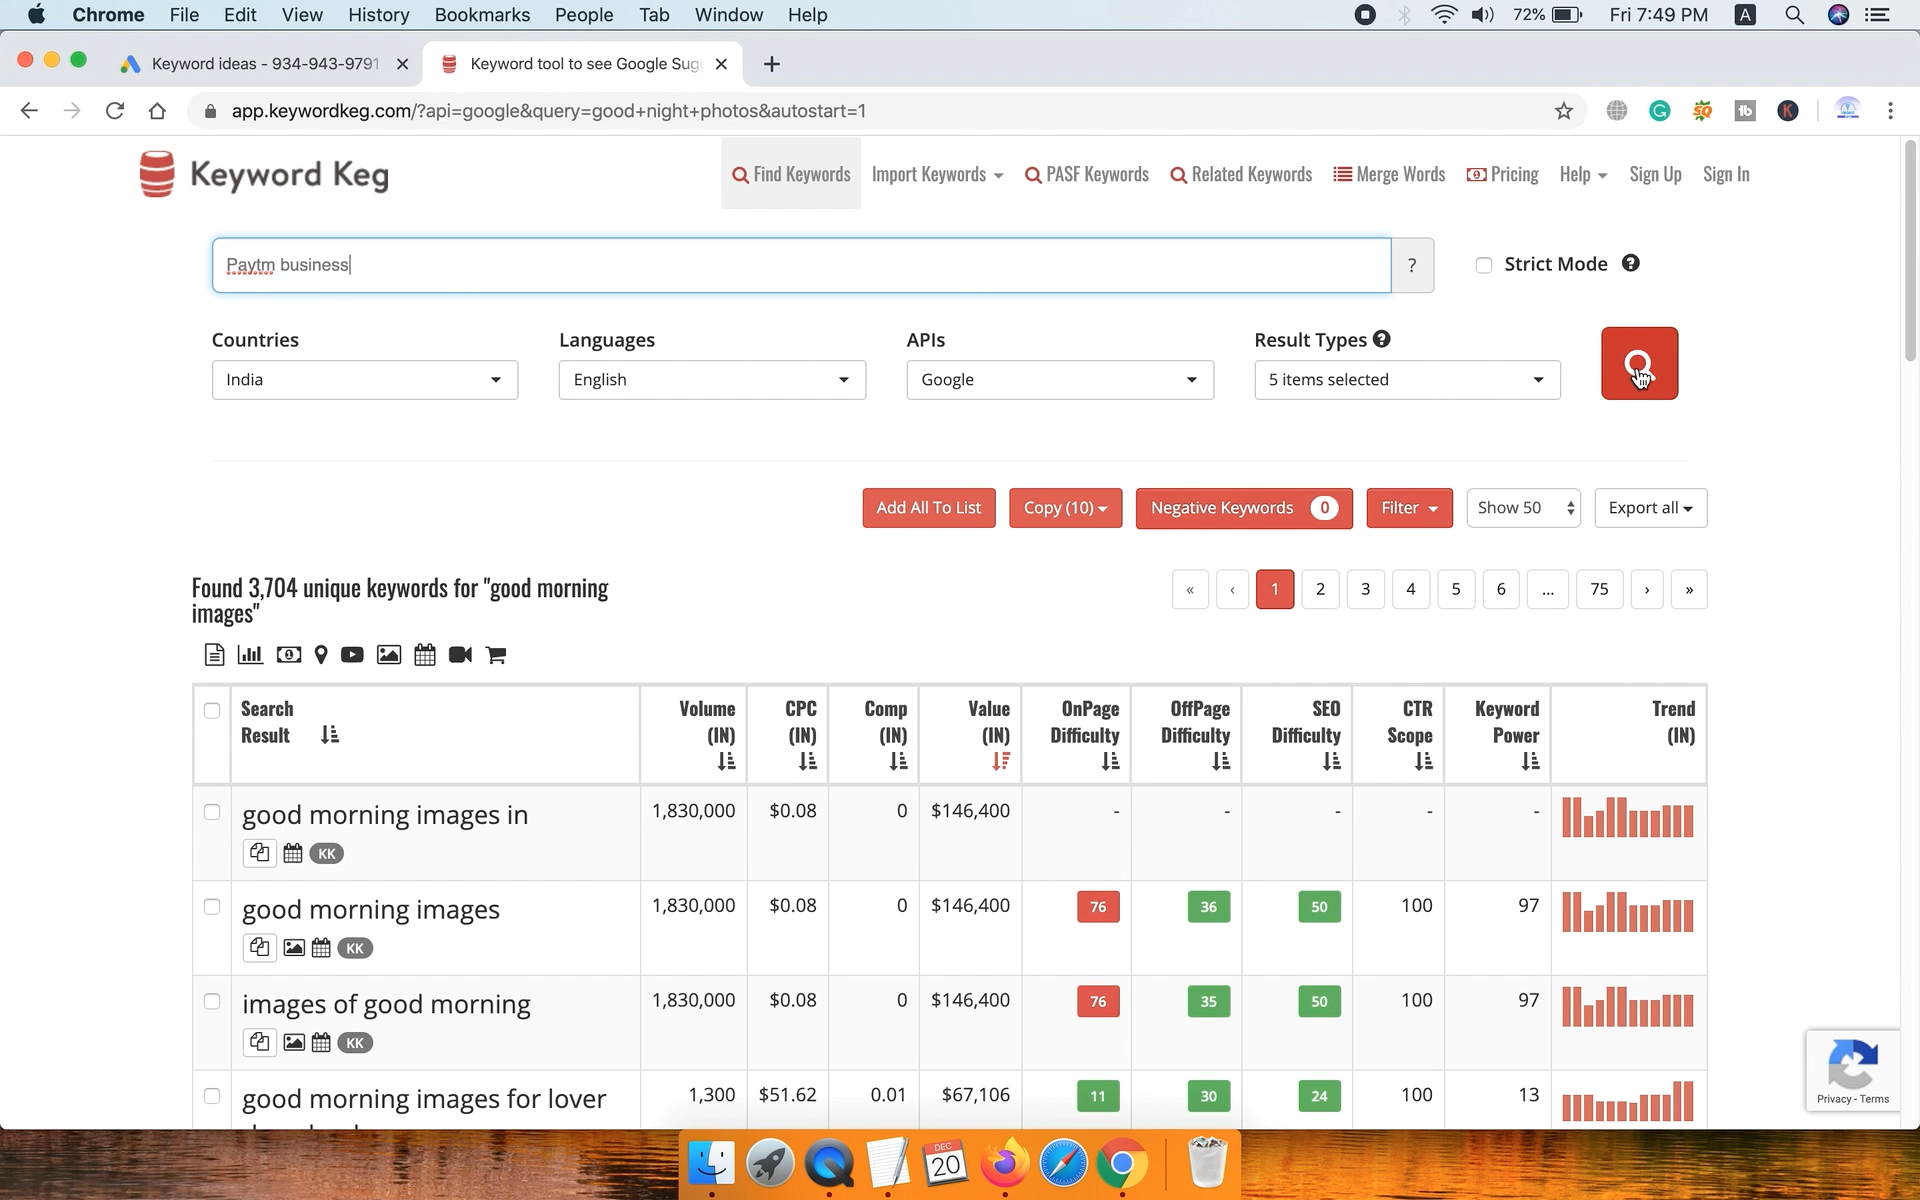 Chrome File Edit View History Bookmarks People Tab Window Help 72% Fri 7:49 PM A
Keyword ideas - 934-943-9791 Keyword tool to see Google Sug
app.keywordkeg.com/?api=google&query=good+night+photos&autostart=1
Keyword Keg Find Keywords Import Keywords PASF Keywords Related Keywords Merge Words Pricing Help Sign Up Sign In
Paytm business ? Strict Mode ?
Countries Languages APIs Result Types ?
India English Google 5 items selected
Add All To List Copy (10) Negative Keywords 0 Filter Show 50 Export all
Found 3,704 unique keywords for "good morning
images"
« ‹ 1 2 3 4 5 6 ... 75 › »
Search Result Volume (IN) CPC (IN) Comp (IN) Value (IN) OnPage Difficulty OffPage Difficulty SEO Difficulty CTR Scope Keyword Power Trend (IN)
good morning images in 1,830,000 $0.08 0 $146,400 - - - - -
KK
good morning images 1,830,000 $0.08 0 $146,400 76 36 50 100 97
KK
images of good morning 1,830,000 $0.08 0 $146,400 76 35 50 100 97
KK
good morning images for lover 1,300 $51.62 0.01 $67,106 11 30 24 100 13
Privacy - Terms
DEC
20